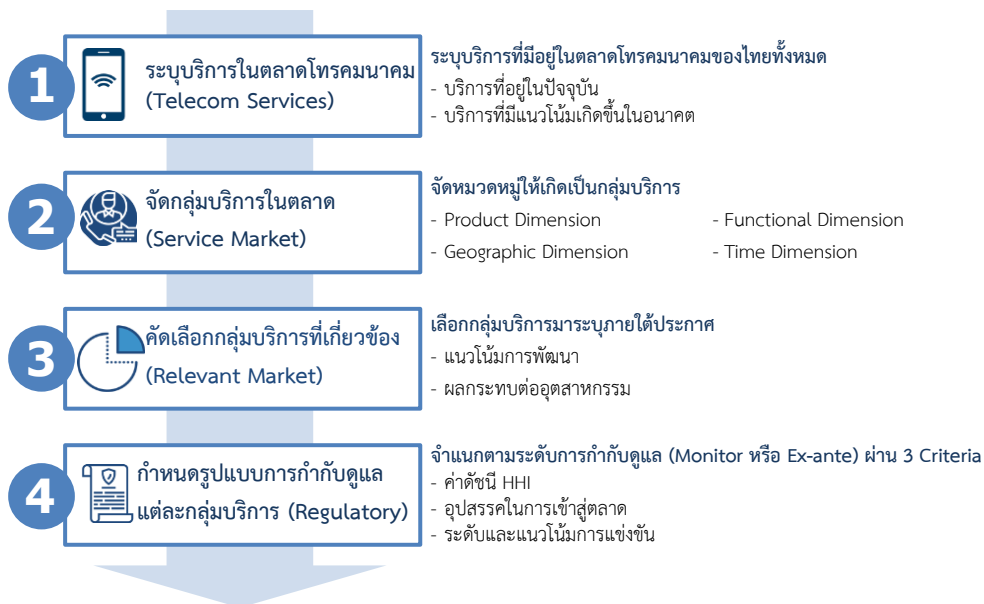 1
ระบุบริการในตลาดโทรคมนาคม
(Telecom Services)
ระบุบริการที่มีอยู่ในตลาดโทรคมนาคมของไทยทั้งหมด
- บริการที่อยู่ในปัจจุบัน
- บริการที่มีแนวโน้มเกิดขึ้นในอนาคต
2
จัดกลุ่มบริการในตลาด
(Service Market)
จัดหมวดหมู่ให้เกิดเป็นกลุ่มบริการ
- Product Dimension - Functional Dimension
- Geographic Dimension - Time Dimension
3
คัดเลือกกลุ่มบริการที่เกี่ยวข้อง
(Relevant Market)
เลือกกลุ่มบริการมาระบุภายใต้ประกาศ
- แนวโน้มการพัฒนา
- ผลกระทบต่ออุตสาหกรรม
4
กำหนดรูปแบบการกำกับดูแล
แต่ละกลุ่มบริการ (Regulatory)
จำแนกตามระดับการกำกับดูแล (Monitor หรือ Ex-ante) ผ่าน 3 Criteria
- ค่าดัชนี HHI
- อุปสรรคในการเข้าสู่ตลาด
- ระดับและแนวโน้มการแข่งขัน